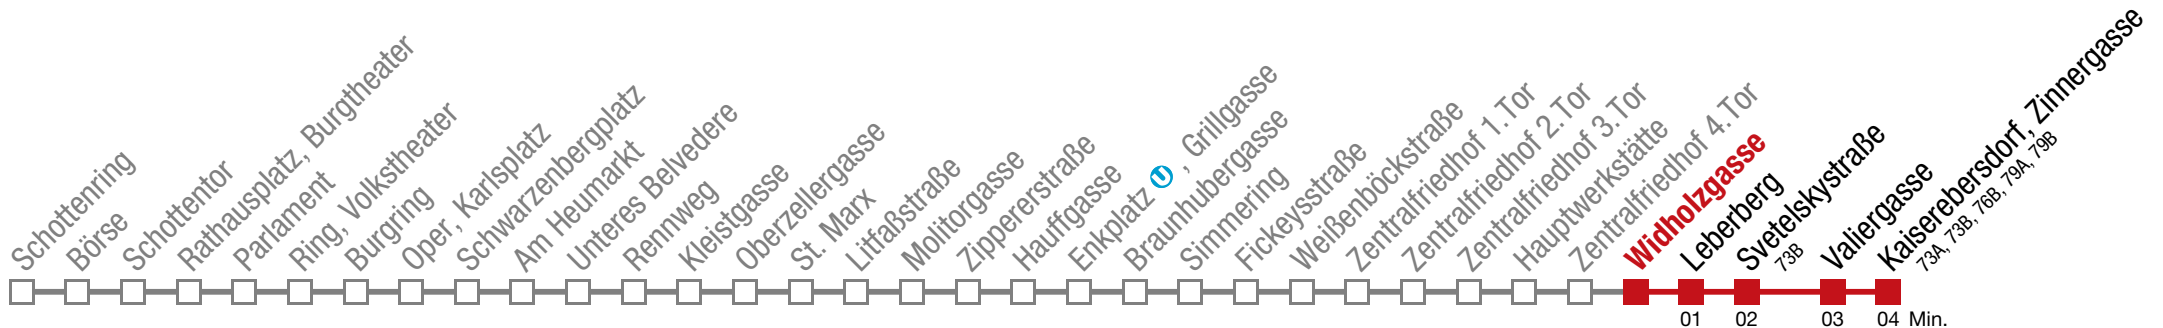 Schottenring
Börse
Schottentor
Rathausplatz, Burgtheater
Parlament
Ring, Volkstheater
Burgring
Oper, Karlsplatz
Schwarzenbergplatz
Am Heumarkt
Unteres Belvedere
Rennweg
Kleistgasse
Oberzellergasse
St. Marx
Litfaßstraße
Molitorgasse
Zippererstraße
Hauffgasse
Enkplatz U, Grillgasse
Braunhubergasse
Simmering
Fickeysstraße
Weißenböckstraße
Zentralfriedhof 1.Tor
Zentralfriedhof 2.Tor
Zentralfriedhof 3.Tor
Hauptwerkstätte
Zentralfriedhof 4.Tor
Widholzgasse
Leberberg
Svetelskystraße
73B
Valiergasse
Kaiserebersdorf, Zinnergasse
73A, 73B, 76B, 79A, 79B
01 02 03 04 Min.